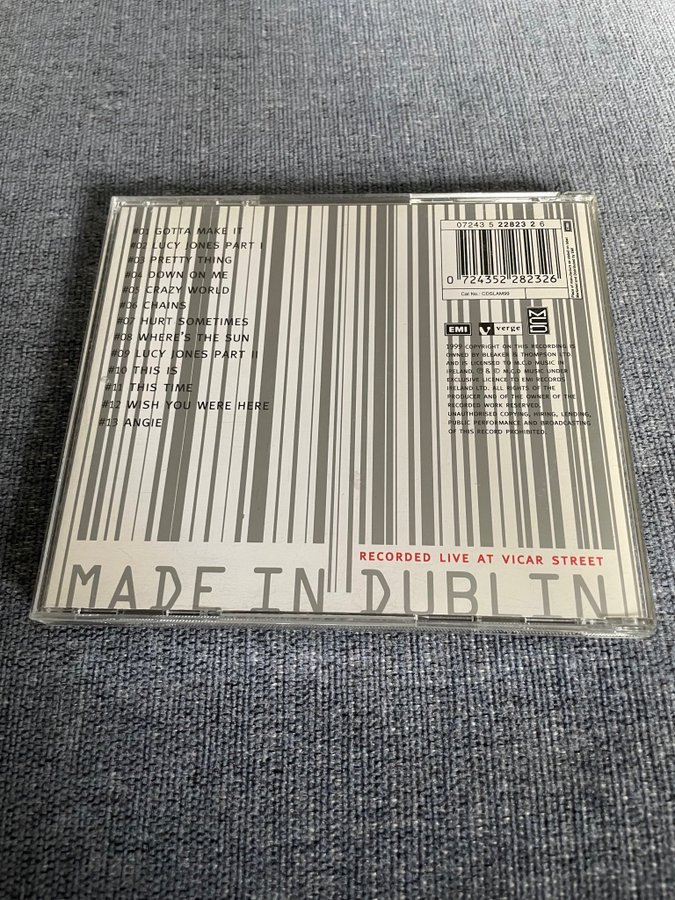 #01 GOTTA MAKE IT
#02 LUCY JONES PART I
#03 PRETTY THING
#04 DOWN ON ME
#05 CRAZY WORLD
#06 CHAINS
#07 HURT SOMETIMES
#08 WHERE'S THE SUN
#09 LUCY JONES PART II
#10 THIS IS
#11 THIS TIME
#12 WISH YOU WERE HERE
#13 ANGIE
07243 5 22823 2 6
0 724352 282326
Cat No.: CDSLAM99
EMI verge MCD
1999 COPYRIGHT ON THIS RECORDING IS
OWNED BY BLEAKER & THOMPSON LTD.
AND IS LICENSED TO M.C.D MUSIC IN
IRELAND. ℗ & © M.C.D MUSIC UNDER
EXCLUSIVE LICENCE TO EMI RECORDS
IRELAND LTD. ALL RIGHTS OF THE
PRODUCER AND OF THE OWNER OF THE
RECORDED WORK RESERVED.
UNAUTHORISED COPYING, HIRING, LENDING,
PUBLIC PERFORMANCE AND BROADCASTING
OF THIS RECORD PROHIBITED.
RECORDED LIVE AT VICAR STREET
MADE IN DUBLIN